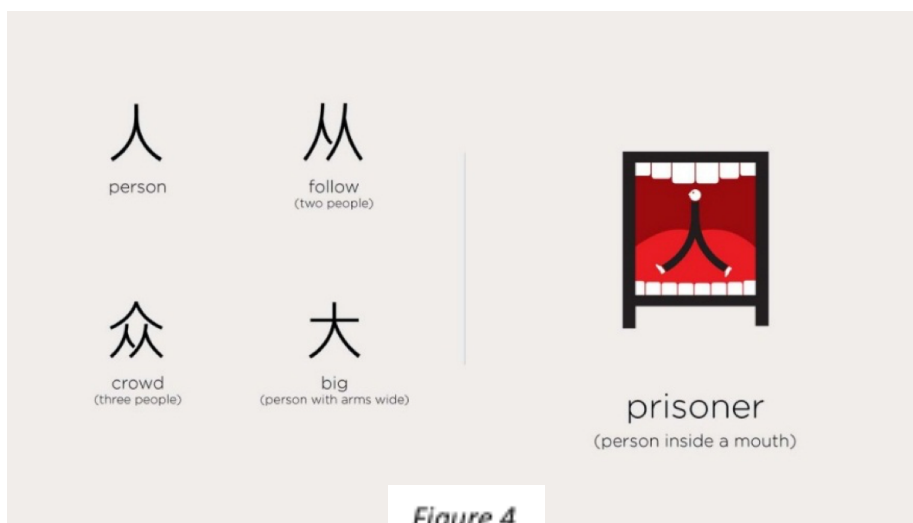 人
person
从
follow
(two people)
众
crowd
(three people)
大
big
(person with arms wide)
prisoner
(person inside a mouth)
Figure 4